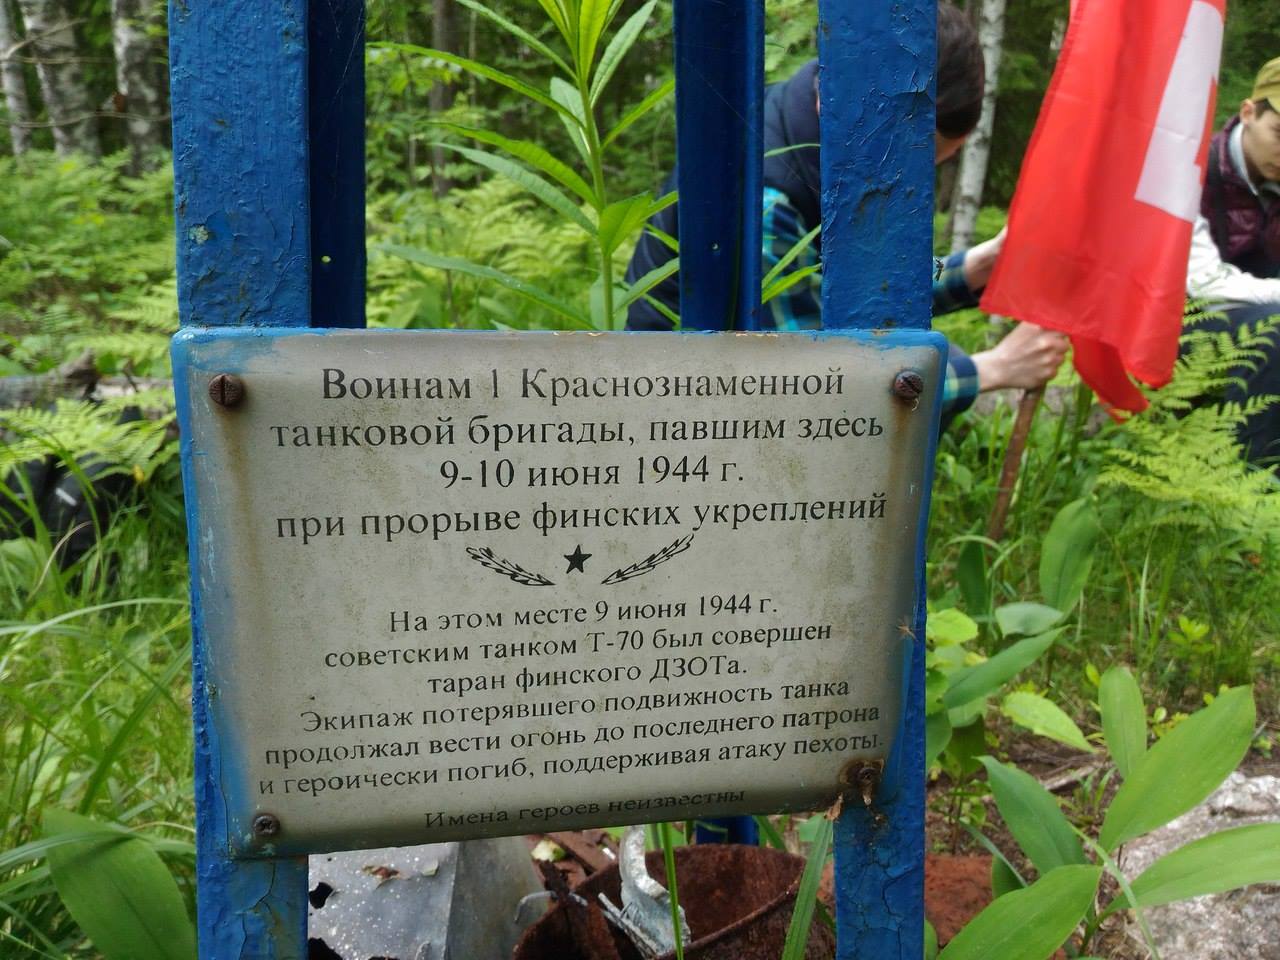 Воинам 1 Краснознаменной
танковой бригады, павшим здесь
9-10 июня 1944 г.
при прорыве финских укреплений
На этом месте 9 июня 1944 г.
советским танком Т-70 был совершен
таран финского ДЗОТа.
Экипаж потерявшего подвижность танка
продолжал вести огонь до последнего патрона
и героически погиб, поддерживая атаку пехоты.
Имена героев неизвестны